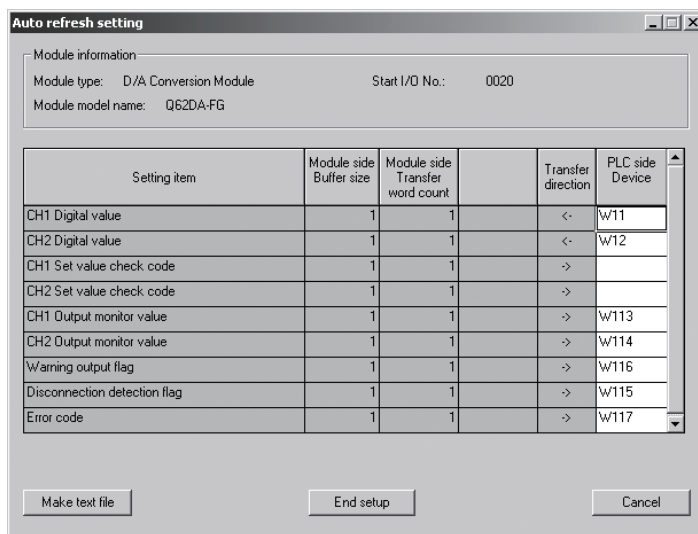 Auto refresh setting
Module information
Module type: D/A Conversion Module Start I/O No.: 0020
Module model name: Q62DA-FG
Setting item Module side Buffer size Module side Transfer word count Transfer direction PLC side Device
CH1 Digital value 1 1 <- W11
CH2 Digital value 1 1 <- W12
CH1 Set value check code 1 1 ->
CH2 Set value check code 1 1 ->
CH1 Output monitor value 1 1 -> W113
CH2 Output monitor value 1 1 -> W114
Warning output flag 1 1 -> W116
Disconnection detection flag 1 1 -> W115
Error code 1 1 -> W117
Make text file End setup Cancel